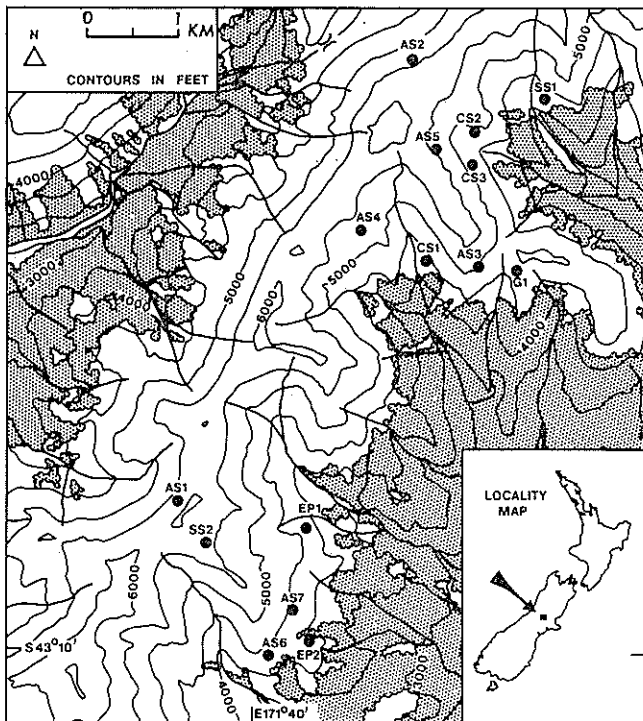 0 1
N KM
CONTOURS IN FEET
AS2
5000
SS1
CS2
AS5
CS3
4000
AS4
3000
5000
CS1
AS3
G1
5000
4000
6000
4000
AS1
SS2
EP1
LOCALITY
MAP
6000
5000
AS7
S 43°10'
AS6
EP2
4000
4000
E171°40'